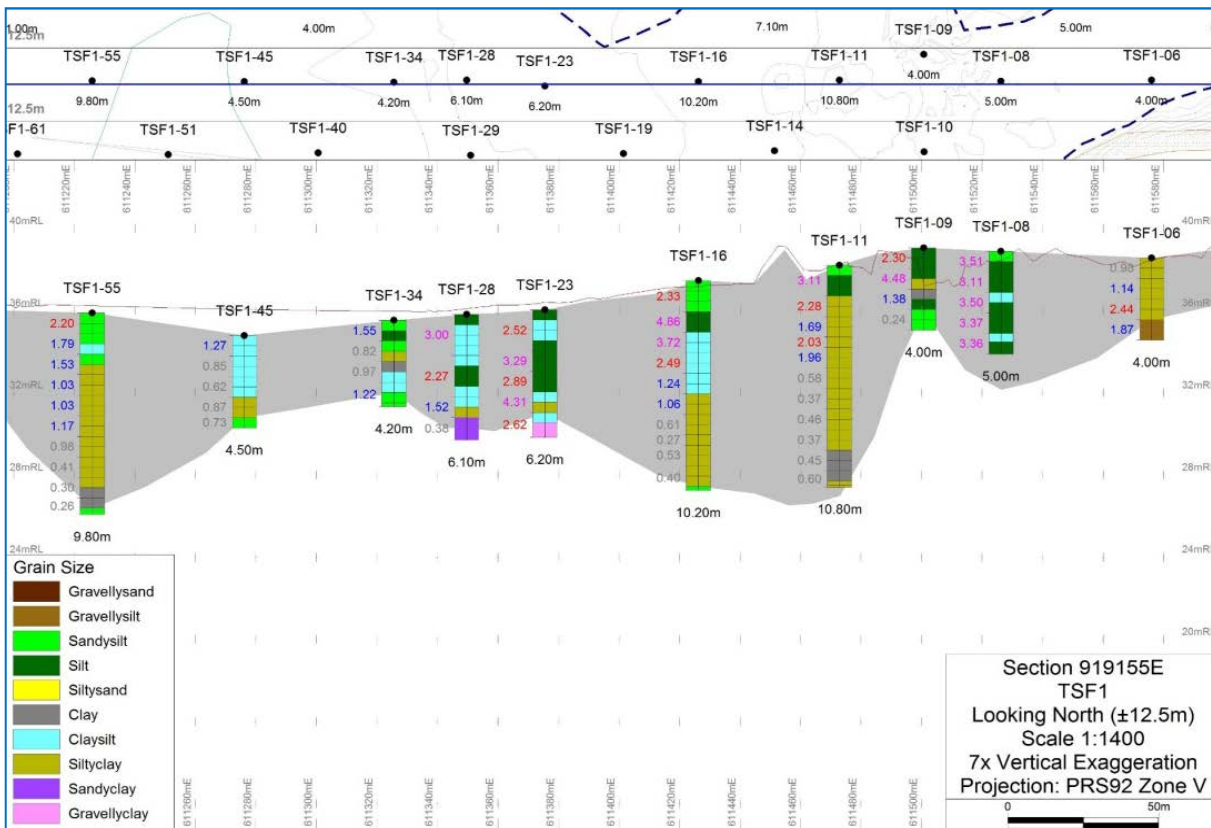 1.00m 4.00m 7.10m 5.00m
12.5m
TSF1-09
TSF1-55 TSF1-45 TSF1-34 TSF1-28 TSF1-23 TSF1-16 TSF1-11 TSF1-08 TSF1-06
4.00m
9.80m 4.50m 4.20m 6.10m 6.20m 10.20m 10.80m 5.00m 4.00m
12.5m
F1-61 TSF1-51 TSF1-40 TSF1-29 TSF1-19 TSF1-14 TSF1-10
611220mE 611240mE 611260mE 611280mE 611300mE 611320mE 611340mE 611360mE 611380mE 611400mE 611420mE 611440mE 611460mE 611480mE 611500mE 611520mE 611540mE 611560mE 611580mE
40mRL 40mRL
36mRL 36mRL
32mRL 32mRL
28mRL 28mRL
24mRL 24mRL
20mRL
TSF1-55
2.20
1.79
1.53
1.03
1.03
1.17
0.98
0.41
0.30
0.26
9.80m
TSF1-45
1.27
0.85
0.62
0.87
0.73
4.50m
TSF1-34
1.55
0.82
0.97
1.22
4.20m
TSF1-28
3.00
2.27
1.52
0.38
6.10m
TSF1-23
2.52
3.29
2.89
4.31
2.62
6.20m
TSF1-16
2.33
4.86
3.72
2.49
1.24
1.06
0.61
0.27
0.53
0.40
10.20m
TSF1-11
3.11
2.28
1.69
2.03
1.96
0.58
0.37
0.46
0.37
0.45
0.60
10.80m
TSF1-09
2.30
4.48
1.38
0.24
4.00m
TSF1-08
3.51
3.11
3.50
3.37
3.36
5.00m
TSF1-06
0.93
1.14
2.44
1.87
4.00m
Grain Size
Gravellysand
Gravellysilt
Sandysilt
Silt
Siltysand
Clay
Claysilt
Siltyclay
Sandyclay
Gravellyclay
Section 919155E
TSF1
Looking North (±12.5m)
Scale 1:1400
7x Vertical Exaggeration
Projection: PRS92 Zone V
0 50m
611260mE 611280mE 611300mE 611320mE 611340mE 611360mE 611380mE 611400mE 611420mE 611440mE 611460mE 611480mE 611500mE